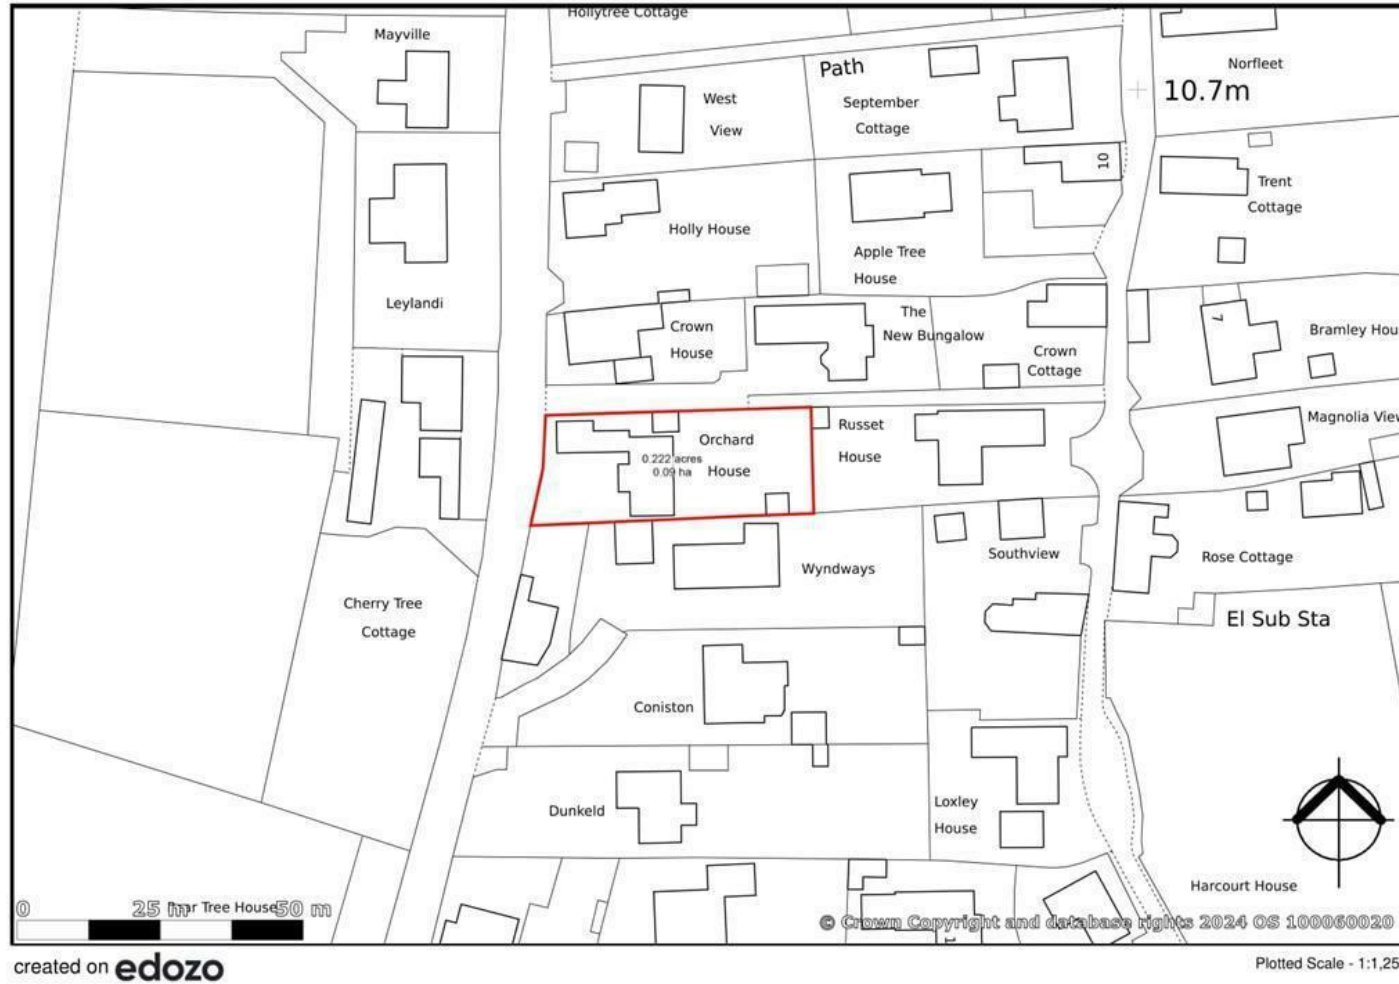 Hollytree Cottage
Mayville
Path
Norfleet
10.7m
West
View
September
Cottage
10
Trent
Cottage
Holly House
Apple Tree
House
Leylandi
The
New Bungalow
Crown
House
Crown
Cottage
7
Bramley Hou
Magnolia View
Orchard
House
0.222 acres
0.09 ha
Russet
House
Southview
Rose Cottage
Wyndways
Cherry Tree
Cottage
El Sub Sta
Coniston
Dunkeld
Loxley
House
Harcourt House
Tree House
0
25 m
50 m
© Crown Copyright and database rights 2024 OS 100060020
created on edozo
Plotted Scale - 1:1,25